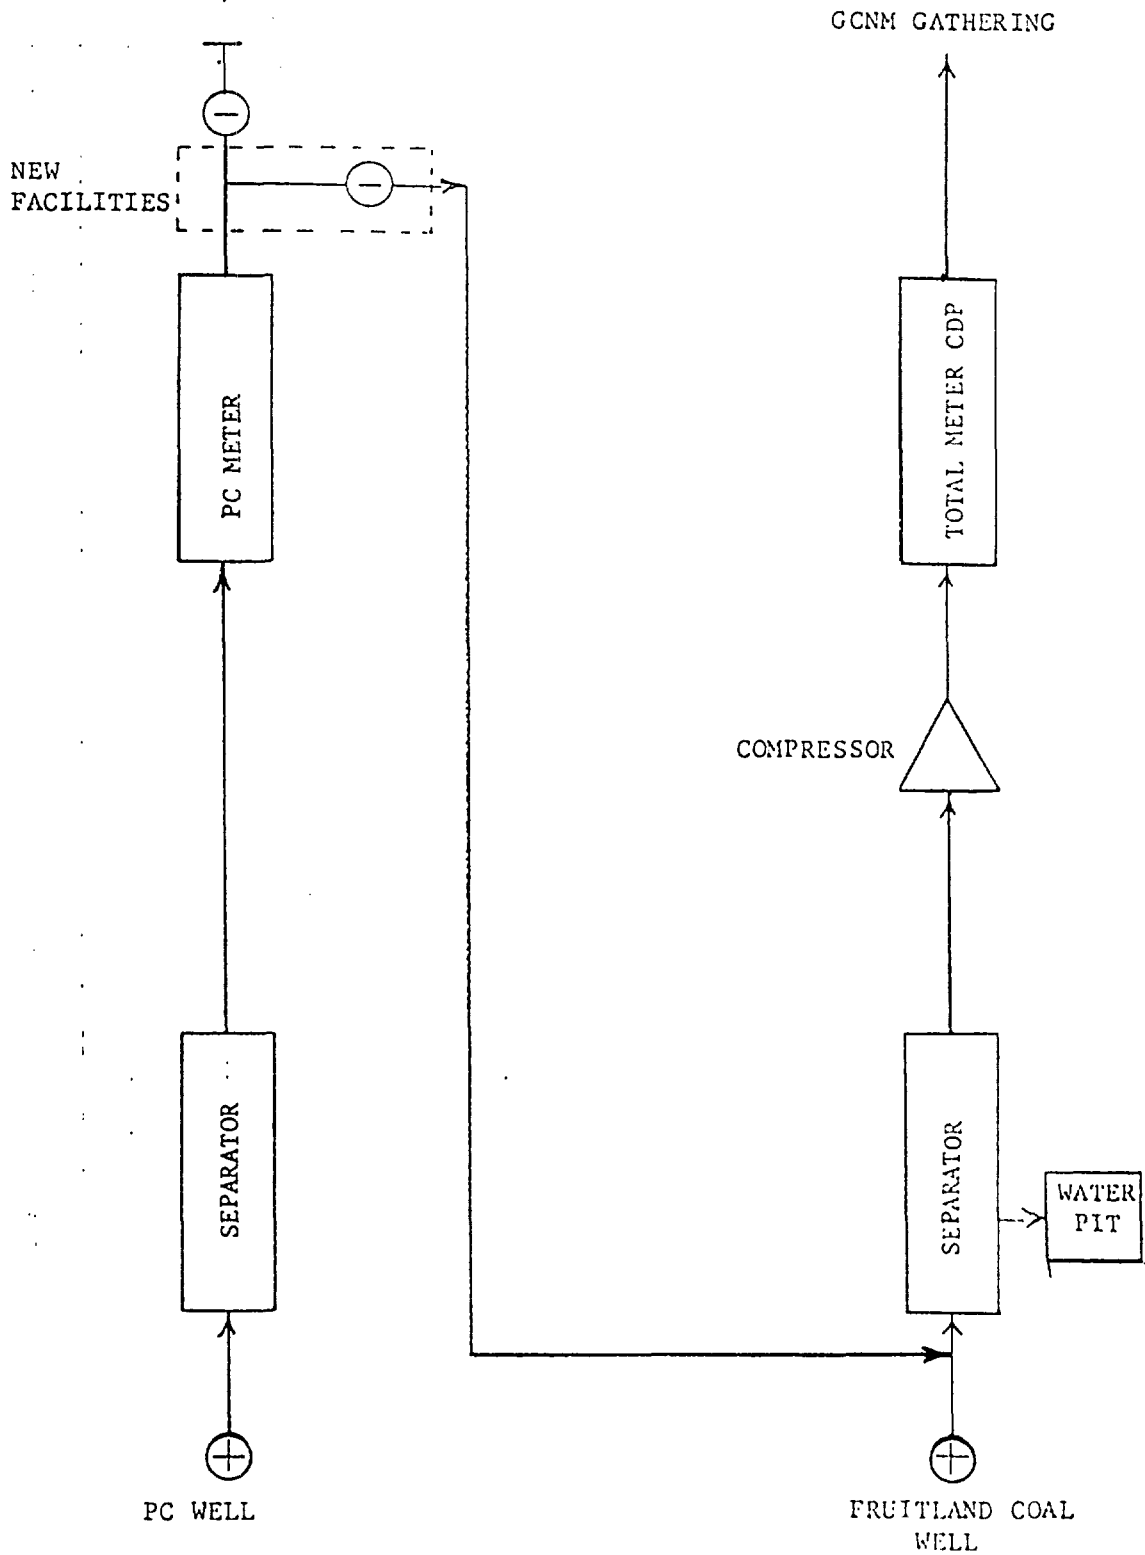 GCNM GATHERING
NEW
FACILITIES
PC METER
TOTAL METER CDP
COMPRESSOR
SEPARATOR
SEPARATOR
WATER
PIT
PC WELL
FRUITLAND COAL
WELL